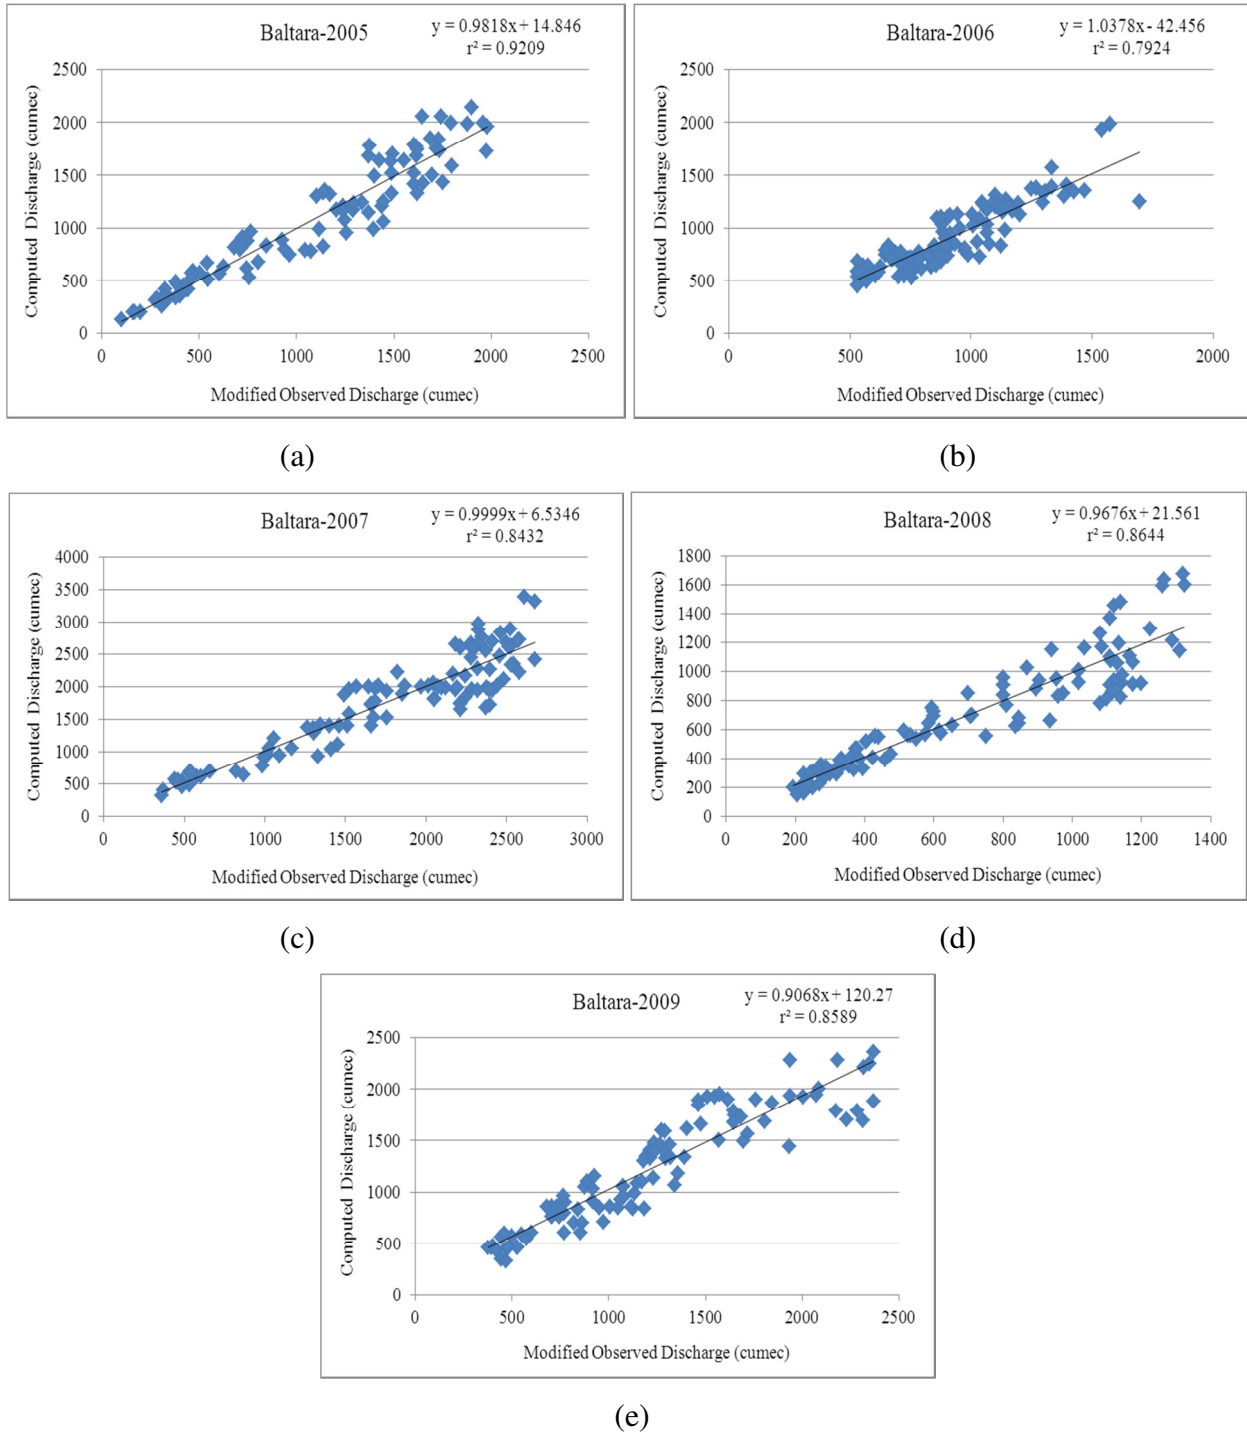 Baltara-2005
y = 0.9818x + 14.846
r² = 0.9209
Computed Discharge (cumec)
2500
2000
1500
1000
500
0
0 500 1000 1500 2000 2500
Modified Observed Discharge (cumec)
(a)
Baltara-2006
y = 1.0378x - 42.456
r² = 0.7924
Computed Discharge (cumec)
2500
2000
1500
1000
500
0
0 500 1000 1500 2000
Modified Observed Discharge (cumec)
(b)
Baltara-2007
y = 0.9999x + 6.5346
r² = 0.8432
Computed Discharge (cumec)
4000
3500
3000
2500
2000
1500
1000
500
0
0 500 1000 1500 2000 2500 3000
Modified Observed Discharge (cumec)
(c)
Baltara-2008
y = 0.9676x + 21.561
r² = 0.8644
Computed Discharge (cumec)
1800
1600
1400
1200
1000
800
600
400
200
0
0 200 400 600 800 1000 1200 1400
Modified Observed Discharge (cumec)
(d)
Baltara-2009
y = 0.9068x + 120.27
r² = 0.8589
Computed Discharge (cumec)
2500
2000
1500
1000
500
0
0 500 1000 1500 2000 2500
Modified Observed Discharge (cumec)
(e)